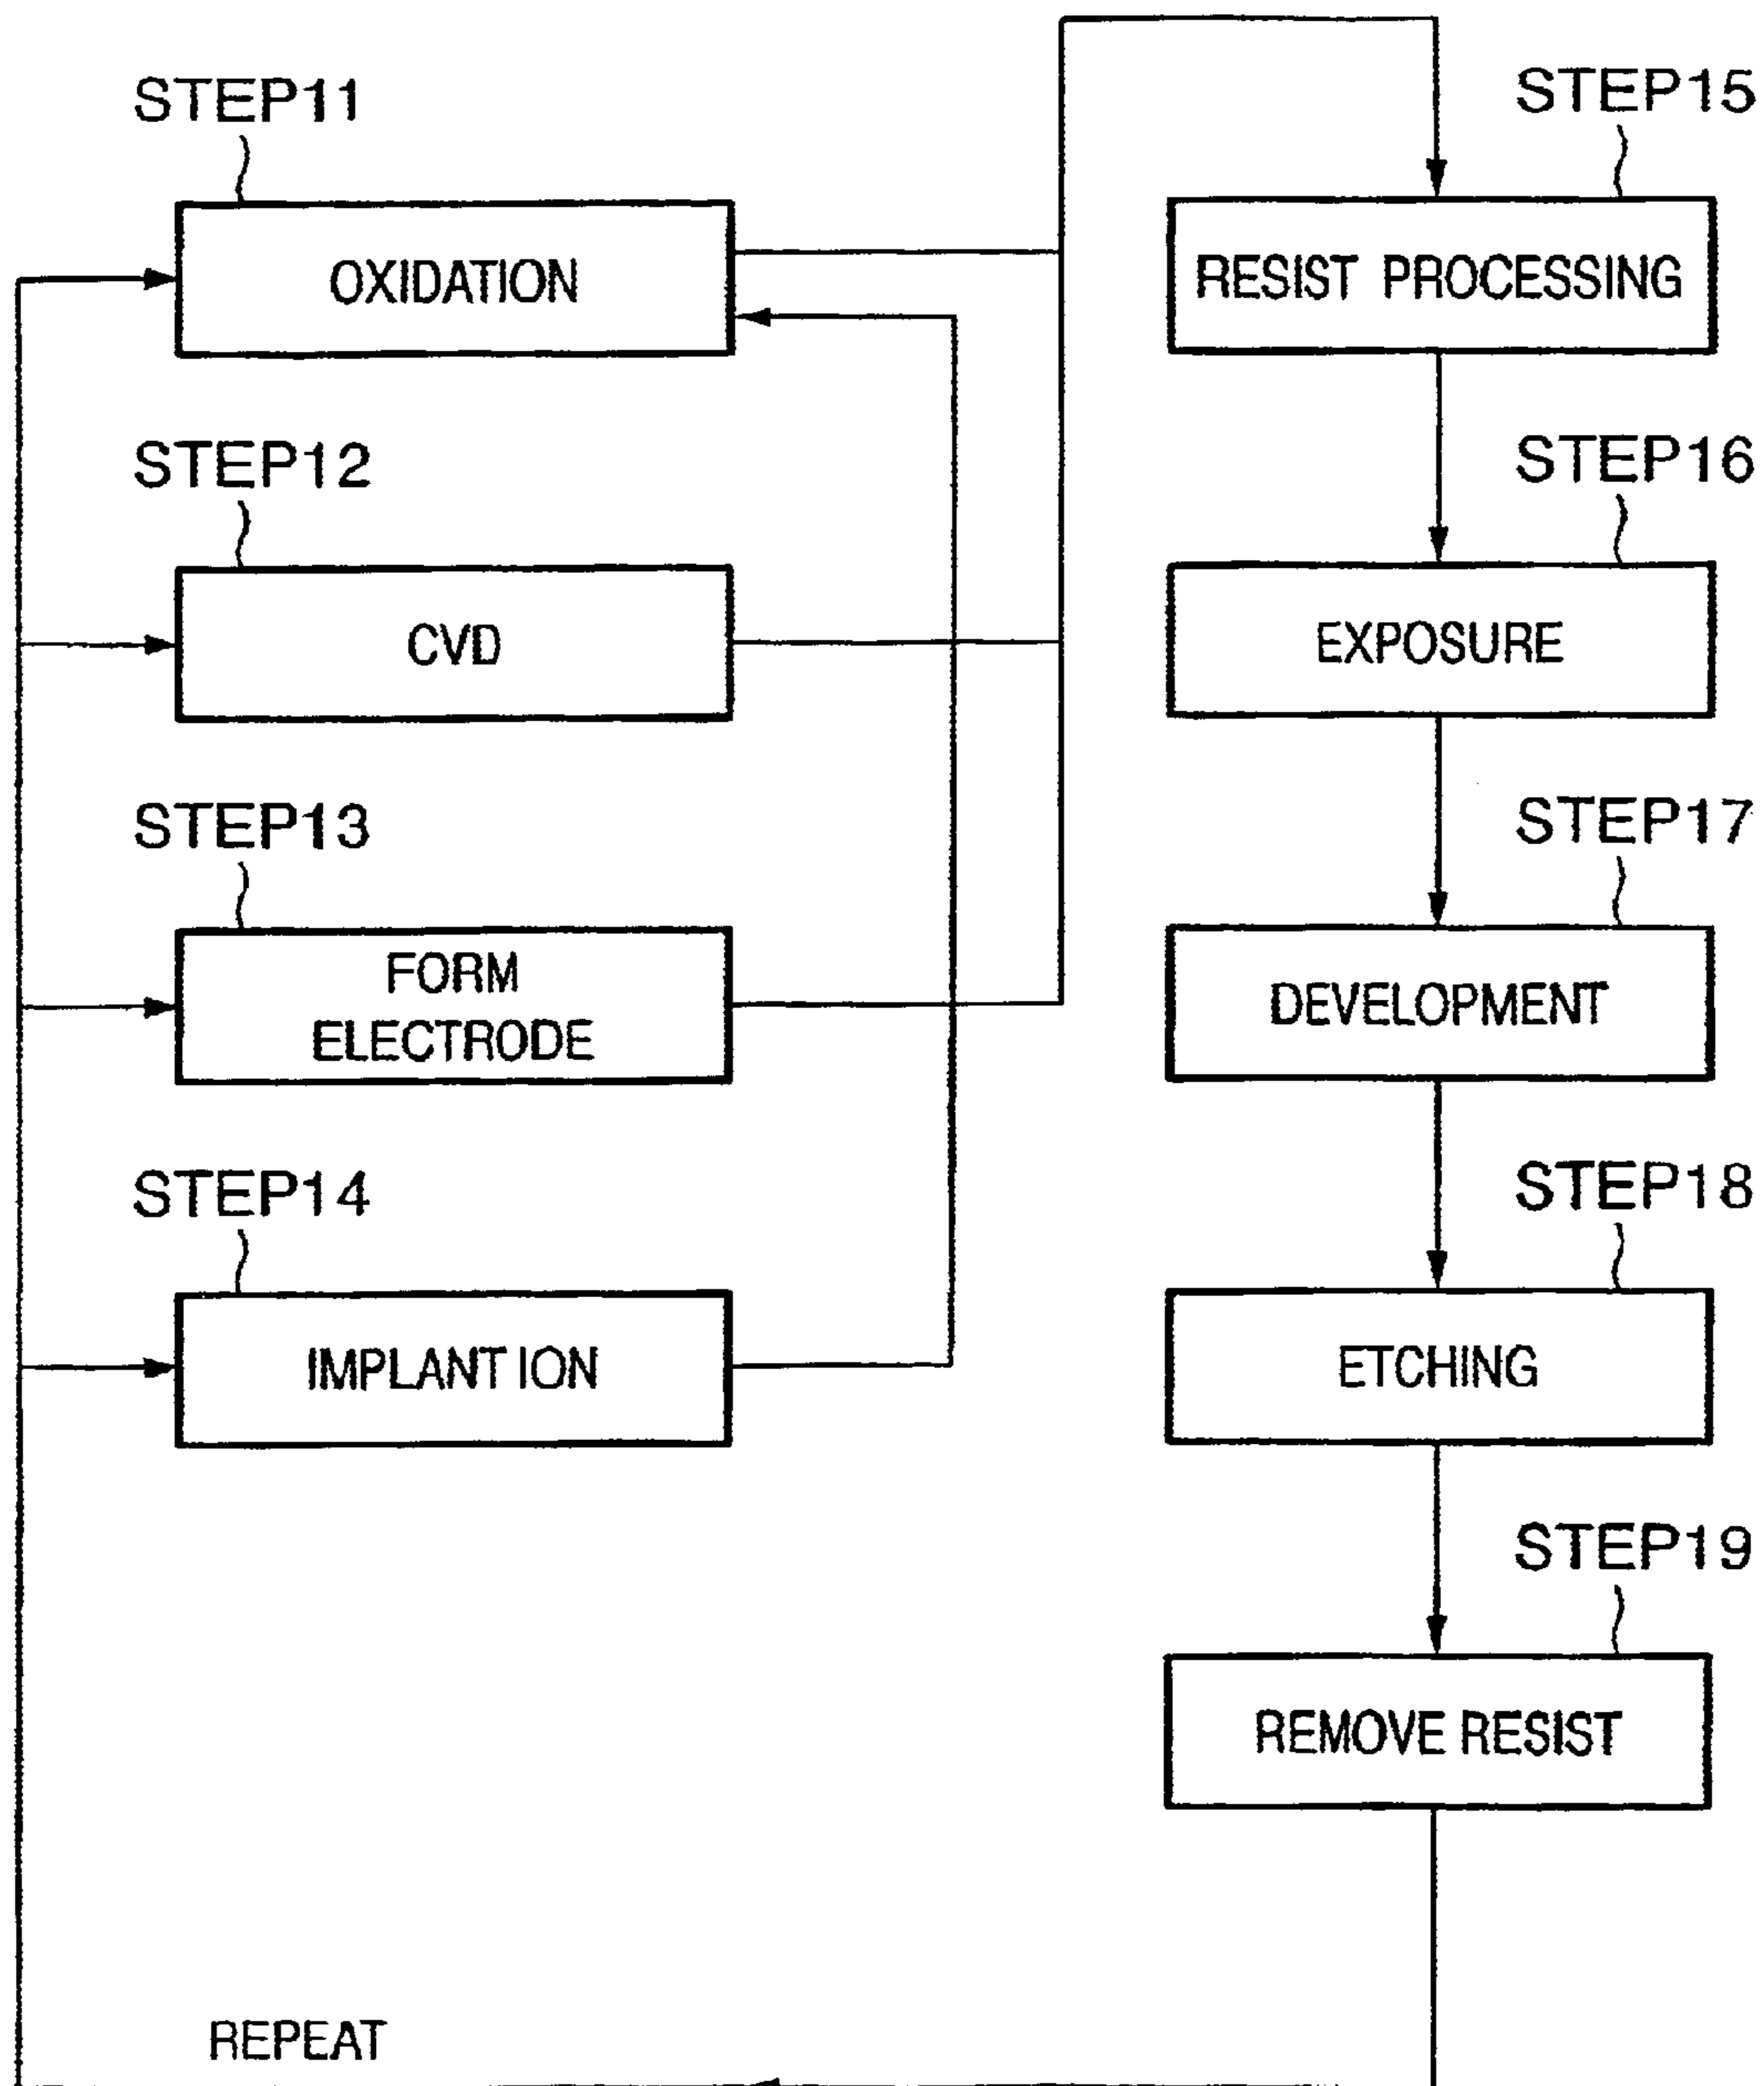 STEP11
OXIDATION
STEP12
CVD
STEP13
FORM
ELECTRODE
STEP14
IMPLANT ION
STEP15
RESIST PROCESSING
STEP16
EXPOSURE
STEP17
DEVELOPMENT
STEP18
ETCHING
STEP19
REMOVE RESIST
REPEAT